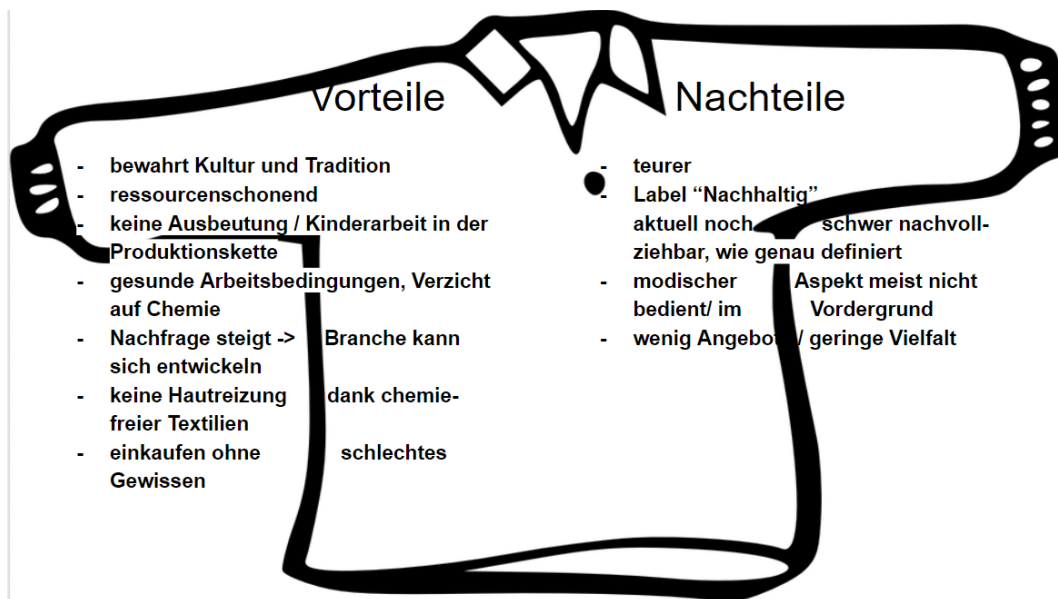 Vorteile
- bewahrt Kultur und Tradition
- ressourcenschonend
- keine Ausbeutung / Kinderarbeit in der
Produktionskette
- gesunde Arbeitsbedingungen, Verzicht
auf Chemie
- Nachfrage steigt -> Branche kann
sich entwickeln
- keine Hautreizung dank chemie-
freier Textilien
- einkaufen ohne schlechtes
Gewissen
Nachteile
- teurer
- Label “Nachhaltig”
aktuell noch schwer nachvoll-
ziehbar, wie genau definiert
- modischer Aspekt meist nicht
bedient/ im Vordergrund
- wenig Angebot / geringe Vielfalt